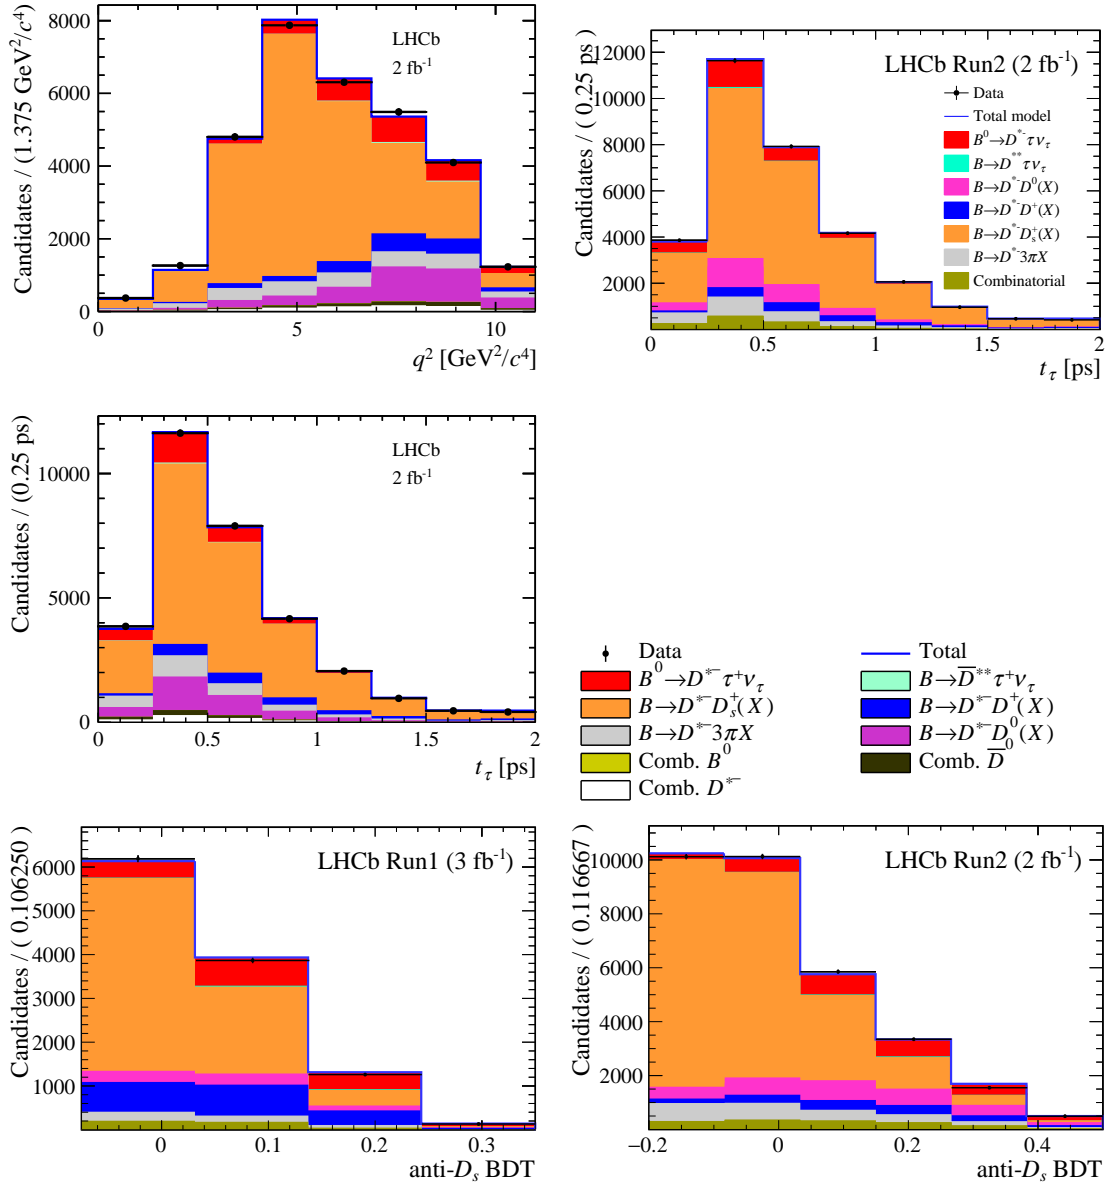 Candidates / (1.375 GeV²/c⁴)
8000
6000
4000
2000
0
LHCb
2 fb⁻¹
0 5 10
q² [GeV²/c⁴]
Candidates / ( 0.25 ps )
12000
10000
8000
6000
4000
2000
LHCb Run2 (2 fb⁻¹)
Data
Total model
B⁰→D*⁻τν_τ
B→D**τν_τ
B→D*⁻D⁰(X)
B→D*⁻D⁺(X)
B→D*⁻D_s⁺(X)
B→D*⁻3πX
Combinatorial
0 0.5 1 1.5 2
t_τ [ps]
Candidates / (0.25 ps)
10000
5000
0
LHCb
2 fb⁻¹
0 0.5 1 1.5 2
t_τ [ps]
Data
Total
B⁰→D*⁻τ⁺ν_τ
B→D̅**τ⁺ν_τ
B→D*⁻D_s⁺(X)
B→D*⁻D⁺(X)
B→D*⁻3πX
B→D*⁻D⁰(X)
Comb. B⁰
Comb. D̅⁰
Comb. D*⁻
Candidates / ( 0.106250 )
6000
5000
4000
3000
2000
1000
LHCb Run1 (3 fb⁻¹)
0 0.1 0.2 0.3
anti-D_s BDT
Candidates / ( 0.116667 )
10000
8000
6000
4000
2000
LHCb Run2 (2 fb⁻¹)
−0.2 0 0.2 0.4
anti-D_s BDT